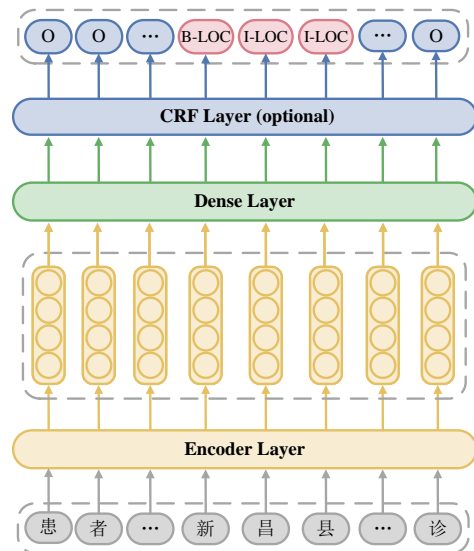 O O ... B-LOC I-LOC I-LOC ... O
CRF Layer (optional)
Dense Layer
Encoder Layer
患 者 ... 新 昌 县 ... 诊